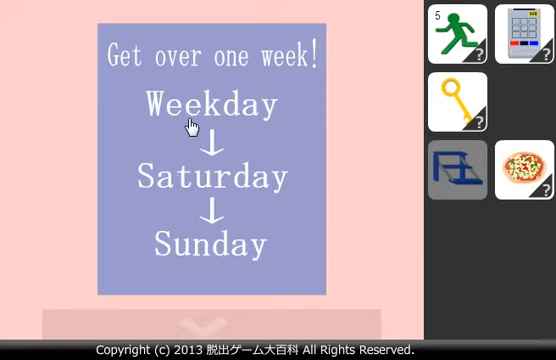 Get over one week!
Weekday
↓
Saturday
↓
Sunday
5
?
?
?
?
Copyright (c) 2013 脱出ゲーム大百科 All Rights Reserved.